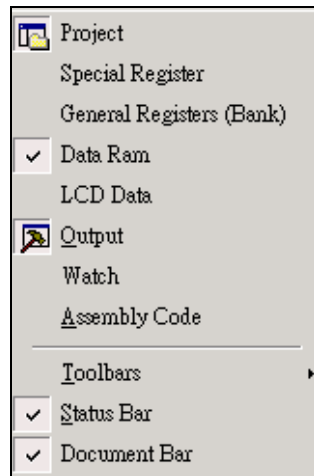 Project
Special Register
General Registers (Bank)
Data Ram
LCD Data
Output
Watch
Assembly Code
Toolbars
Status Bar
Document Bar